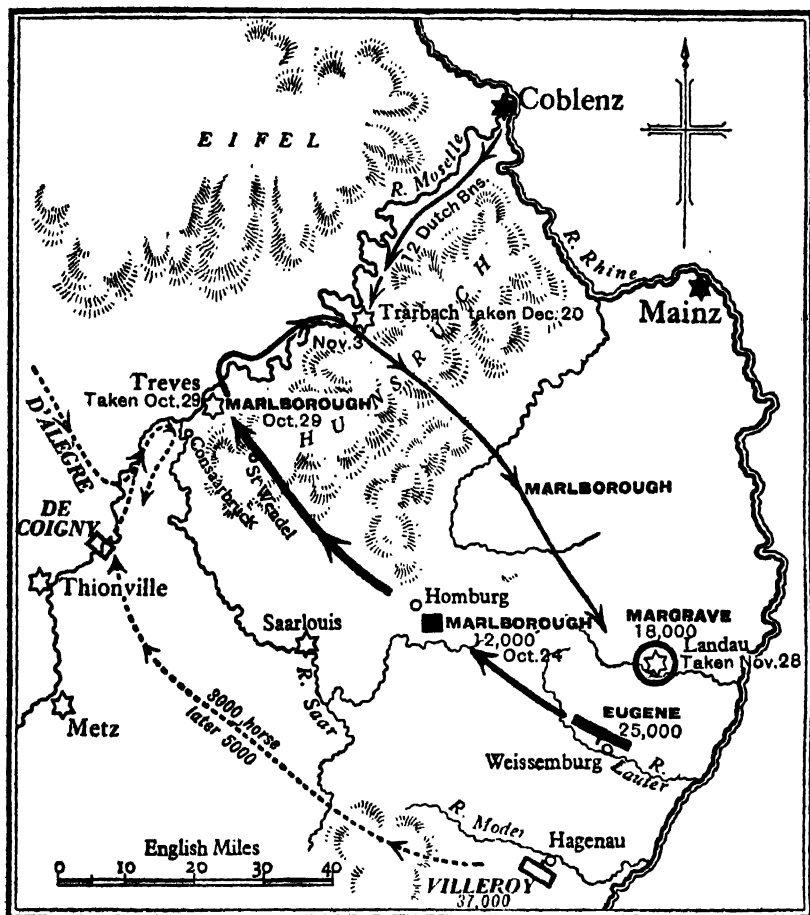 Coblenz
EIFEL
R. Moselle
12 Dutch Bns.
R. Rhine
Mainz
Trarbach taken Dec. 20
Nov. 3
HUNSRUCH
Treves
Taken Oct. 29
MARLBOROUGH
Oct. 29
D'ALEGRE
Consaarbruck
St Wendel
MARLBOROUGH
DE
COIGNY
Thionville
Homburg
Saarlouis
MARLBOROUGH
12,000
Oct. 24
MARGRAVE
18,000
Landau
Taken Nov. 28
R. Saar
Metz
3000 horse
later 5000
EUGENE
25,000
Weissemburg
R. Lauter
R. Moder
Hagenau
English Miles
0 10 20 30 40
VILLEROY
37,000